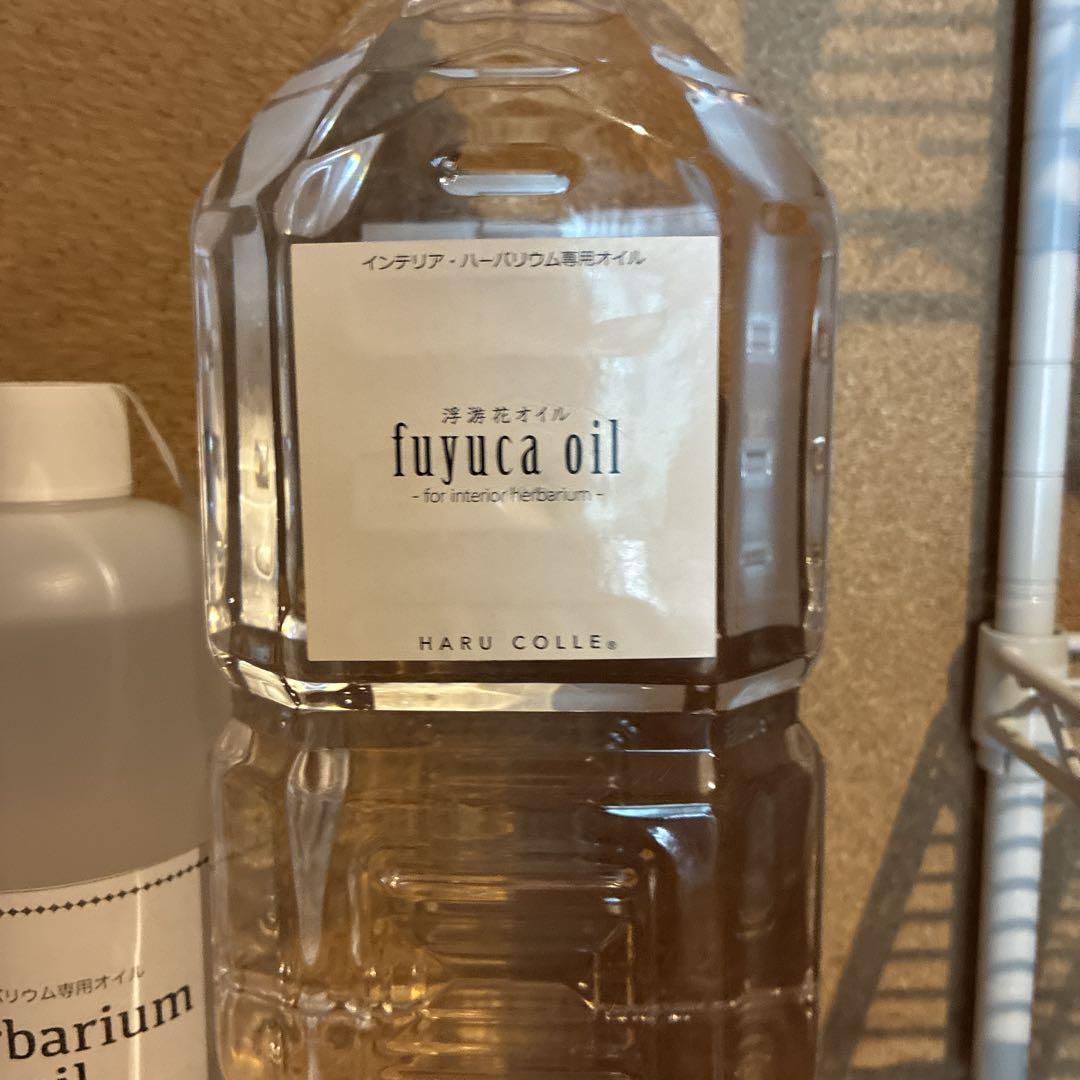 インテリア・ハーバリウム専用オイル
浮游花オイル
fuyuca oil
- for interior herbarium -
HARU COLLE®
バリウム専用オイル
rbarium
oil